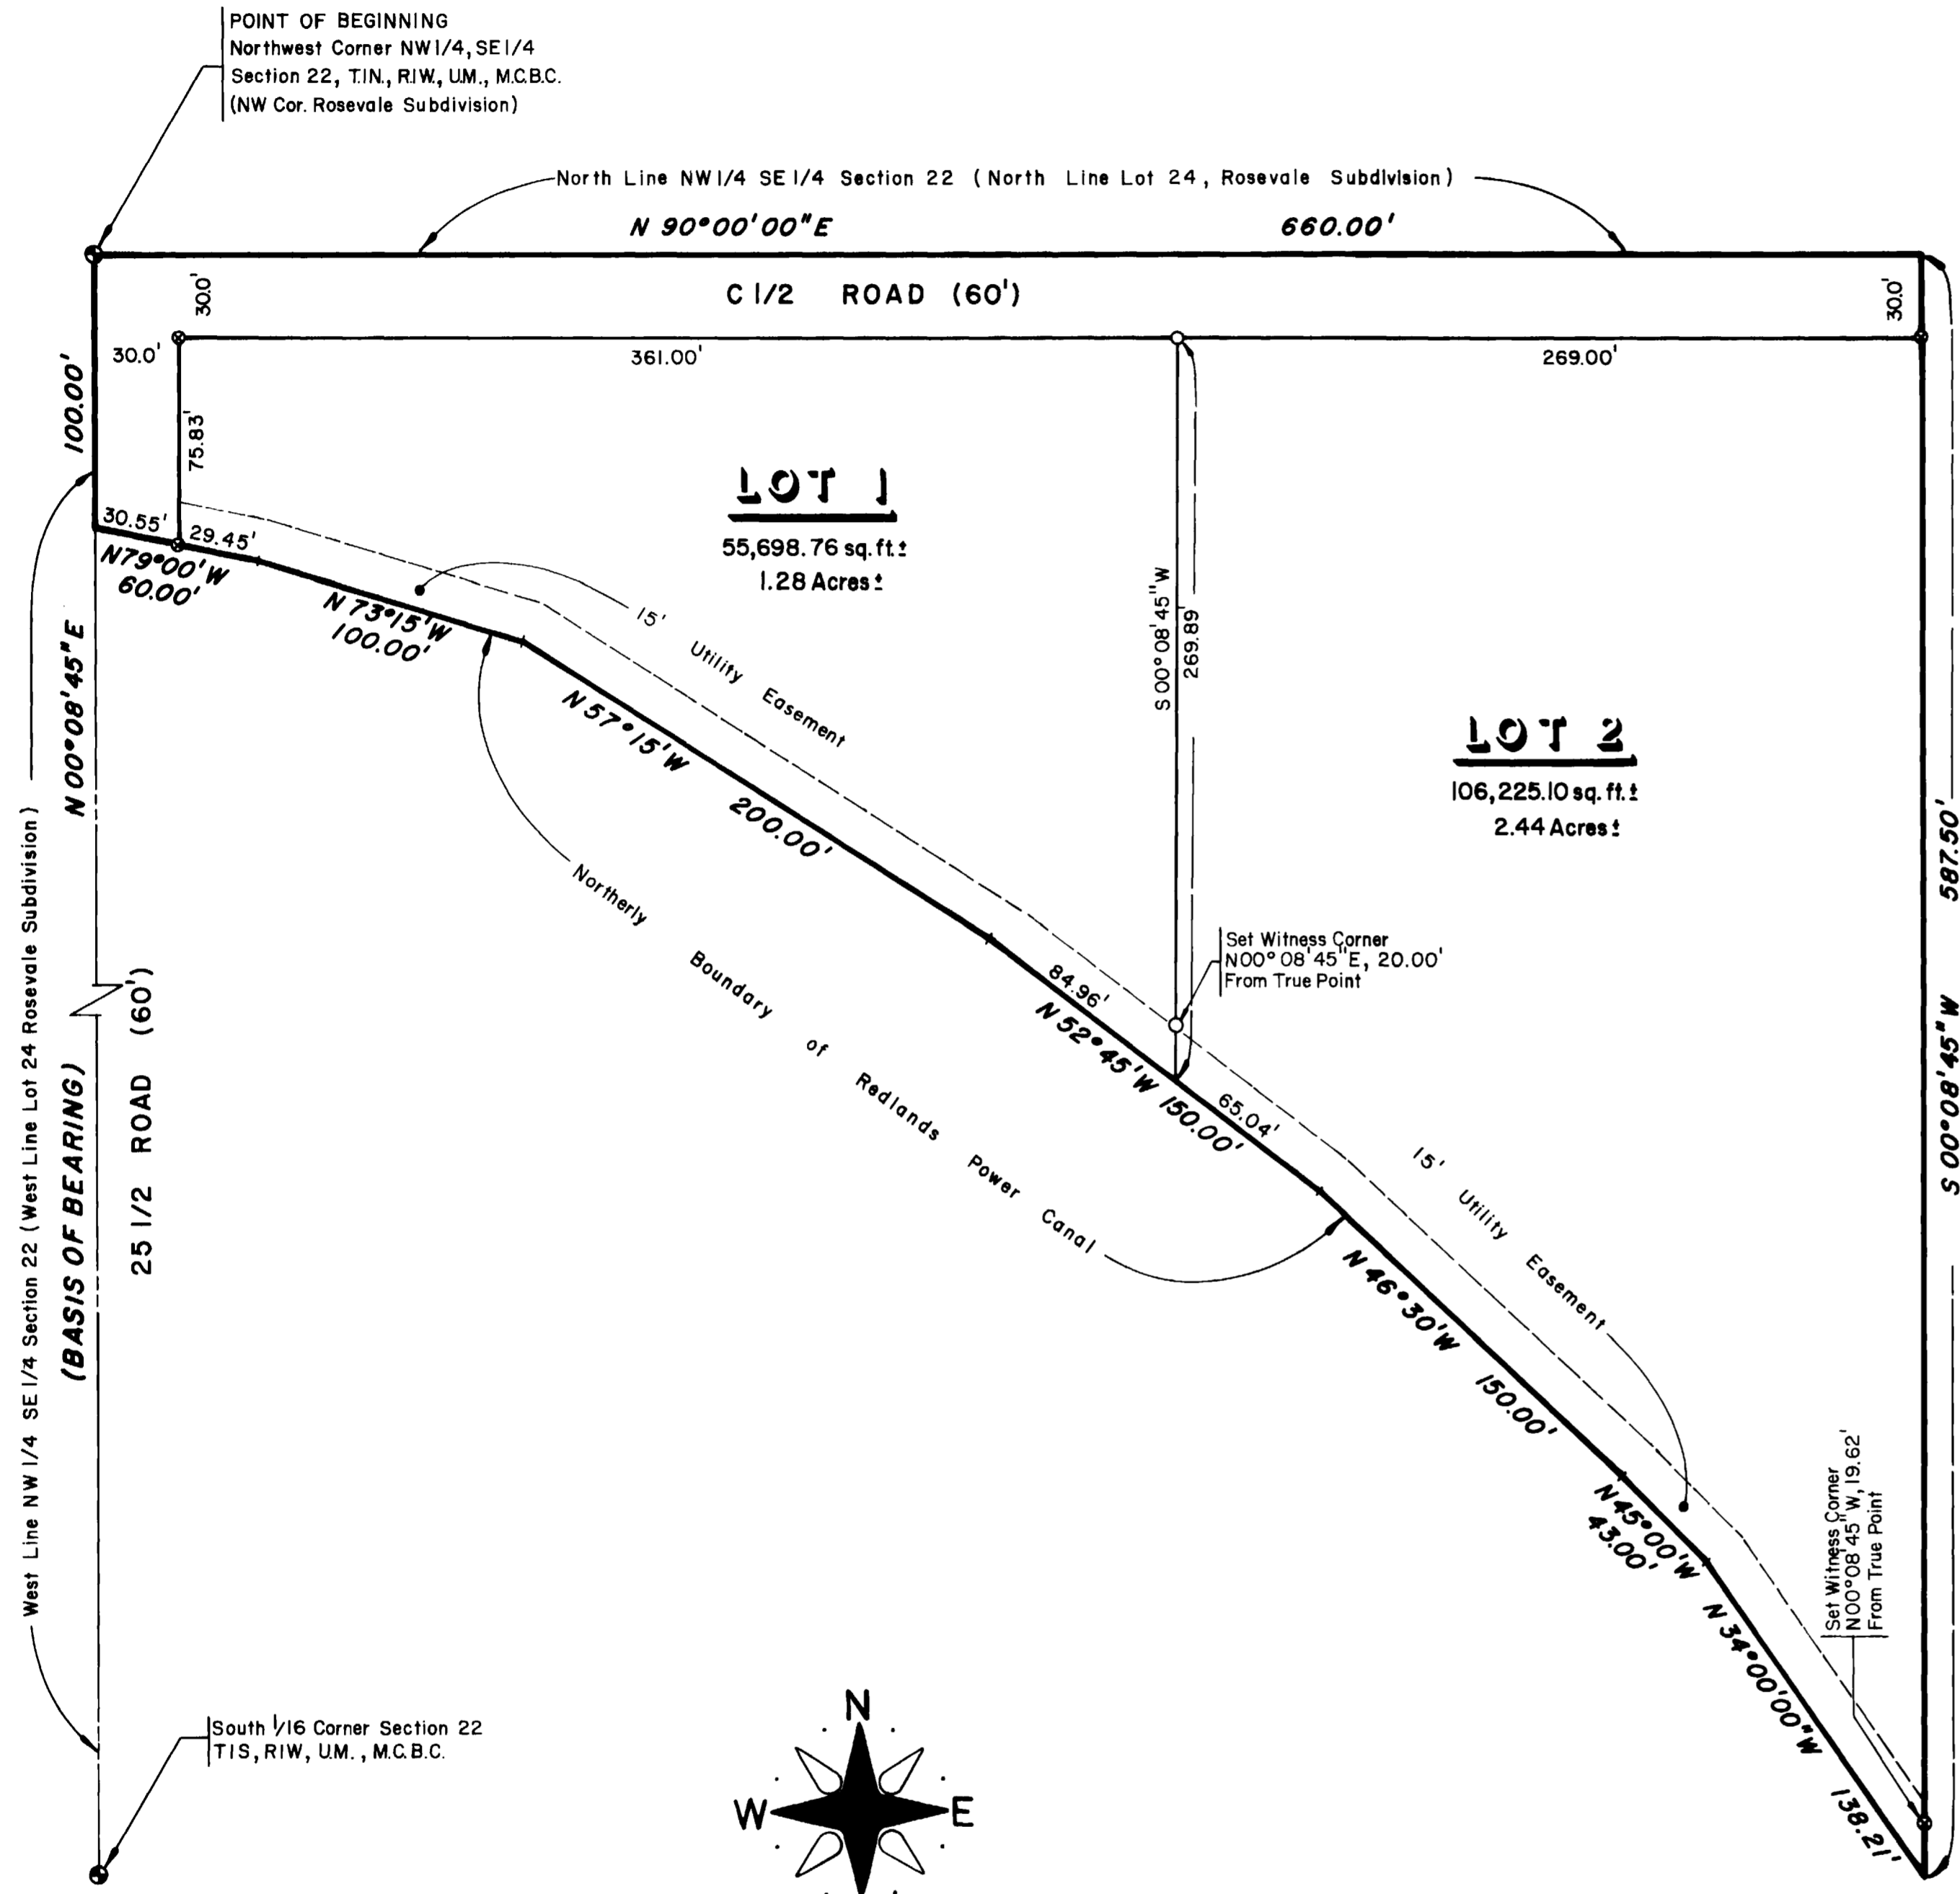 POINT OF BEGINNING
Northwest Corner NW1/4, SE1/4
Section 22, T.1N., R.1W., U.M., M.C.B.C.
(NW Cor. Rosevale Subdivision)
North Line NW1/4 SE1/4 Section 22 (North Line Lot 24, Rosevale Subdivision)
N 90°00'00"E 660.00'
C 1/2 ROAD (60')
30.0'
30.0'
30.0'
361.00'
269.00'
100.00'
75.83'
LOT 1
55,698.76 sq. ft.±
1.28 Acres±
30.55'
29.45'
N79°00'W
60.00'
N 73°15'W
100.00'
15' Utility Easement
S 00°08'45"W
269.89'
N 57°15'W 200.00'
LOT 2
106,225.10 sq. ft.±
2.44 Acres±
N00°08'45"E
(BASIS OF BEARING)
25 1/2 ROAD (60')
West Line NW 1/4 SE 1/4 Section 22 (West Line Lot 24 Rosevale Subdivision)
Northerly Boundary of Redlands Power Canal
Set Witness Corner
N00°08'45"E, 20.00'
From True Point
84.96'
N 52°45'W 150.00'
65.04'
587.50'
S 00°08'45"W
15' Utility Easement
N 46°30'W 150.00'
N 45°00'W
43.00'
Set Witness Corner
N00°08'45"W, 19.62'
From True Point
N 34°00'00"W 138.21'
South 1/16 Corner Section 22
T1S, R1W, U.M., M.C.B.C.
N
W
E